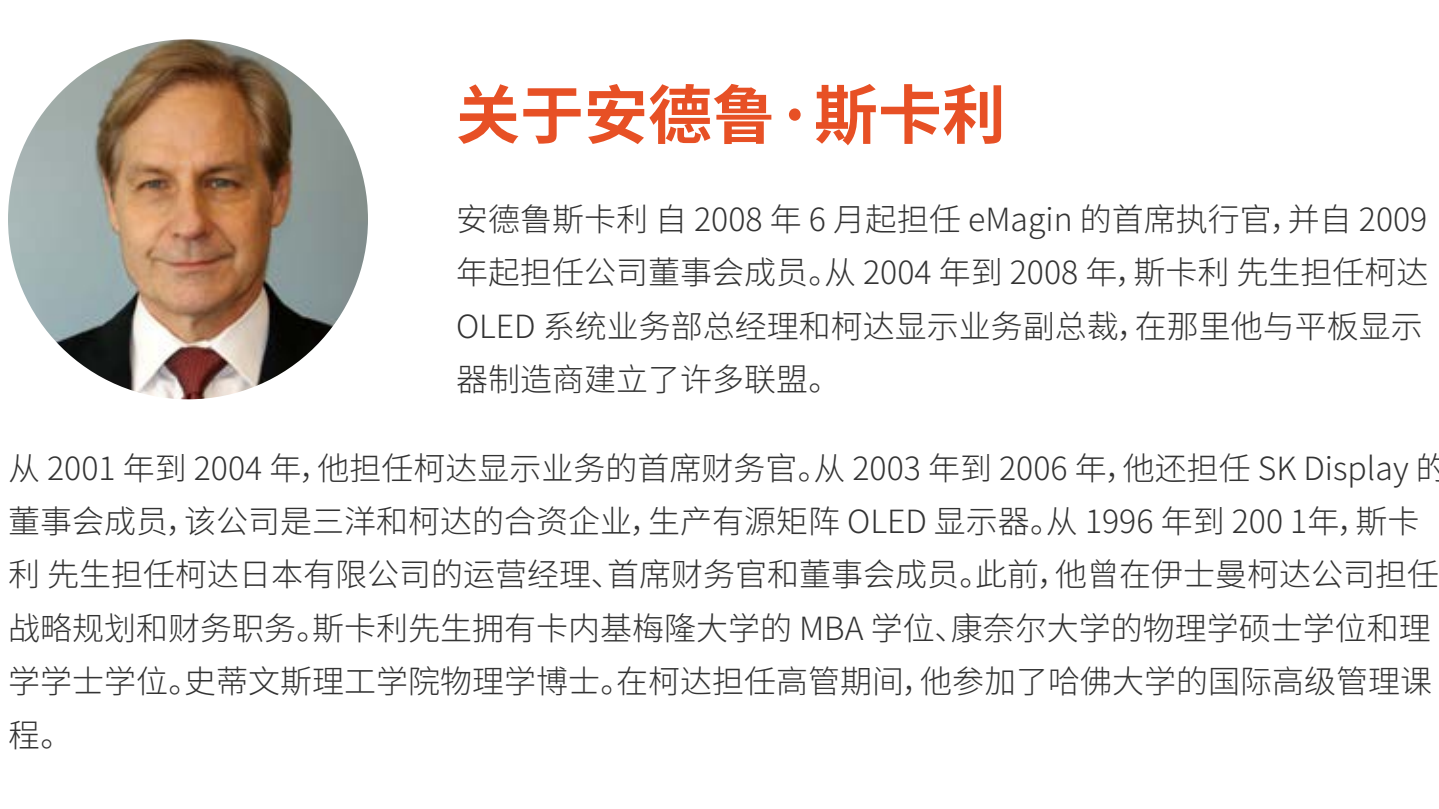 关于安德鲁·斯卡利
安德鲁斯卡利 自 2008 年 6 月起担任 eMagin 的首席执行官，并自 2009
年起担任公司董事会成员。从 2004 年到 2008 年，斯卡利 先生担任柯达
OLED 系统业务部总经理和柯达显示业务副总裁，在那里他与平板显示
器制造商建立了许多联盟。
从 2001 年到 2004 年，他担任柯达显示业务的首席财务官。从 2003 年到 2006 年，他还担任 SK Display 的
董事会成员，该公司是三洋和柯达的合资企业，生产有源矩阵 OLED 显示器。从 1996 年到 200 1年，斯卡
利 先生担任柯达日本有限公司的运营经理、首席财务官和董事会成员。此前，他曾在伊士曼柯达公司担任
战略规划和财务职务。斯卡利先生拥有卡内基梅隆大学的 MBA 学位、康奈尔大学的物理学硕士学位和理
学学士学位。史蒂文斯理工学院物理学博士。在柯达担任高管期间，他参加了哈佛大学的国际高级管理课
程。